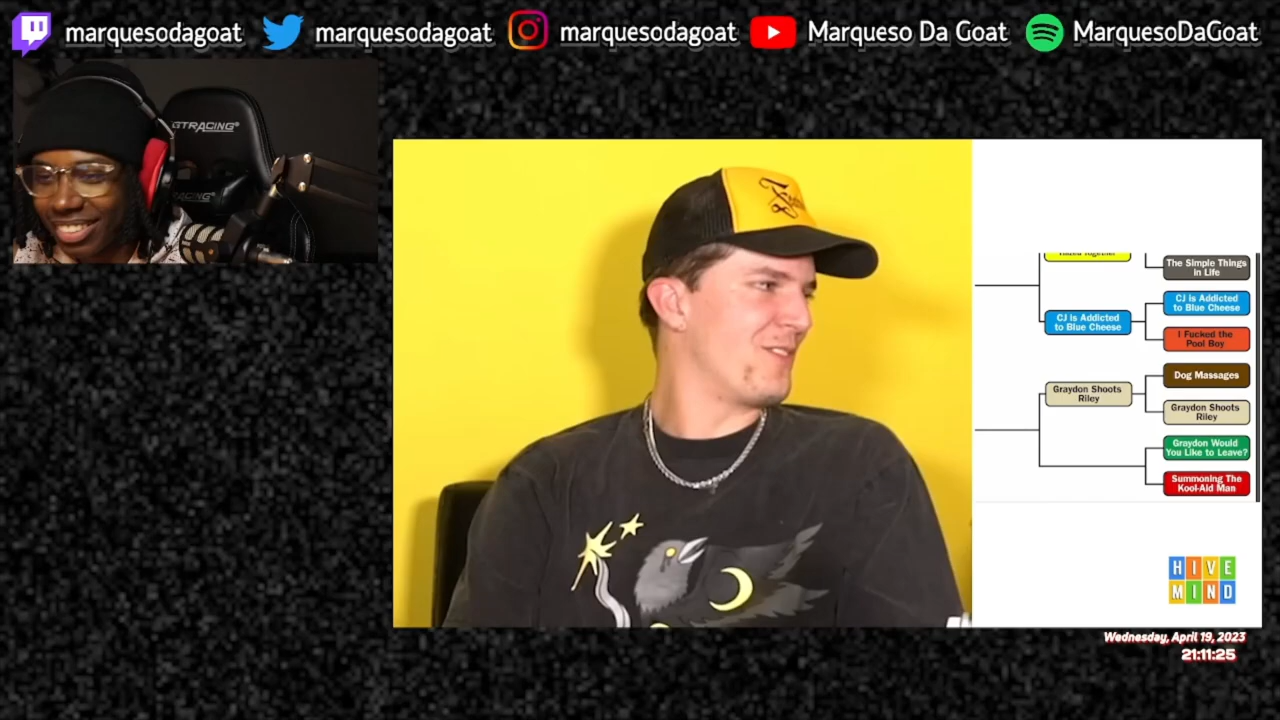 marquesodagoat
marquesodagoat
marquesodagoat
Marqueso Da Goat
MarquesoDaGoat
GTRACING
The Simple Things
in Life
CJ is Addicted
to Blue Cheese
CJ is Addicted
to Blue Cheese
I Fucked the
Pool Boy
Dog Massages
Graydon Shoots
Riley
Graydon Shoots
Riley
Graydon Would
You Like to Leave?
Summoning The
Kool-Aid Man
HIVE
MIND
Wednesday, April 19, 2023
21:11:25